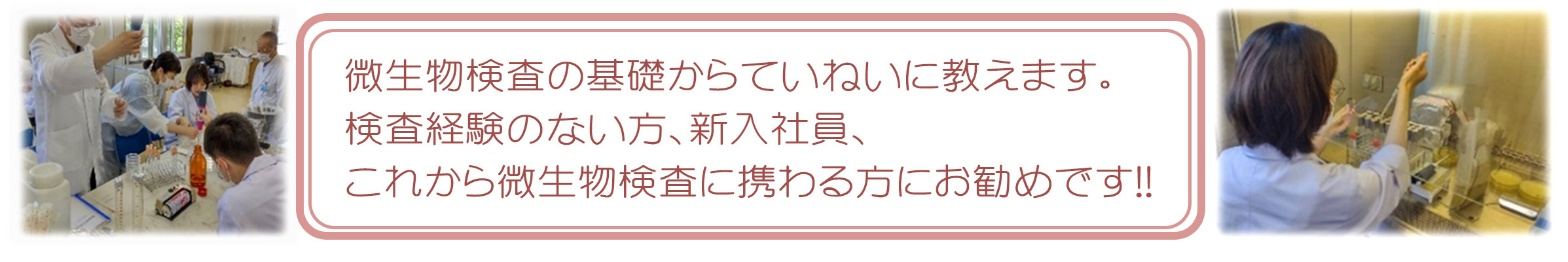 微生物検査の基礎からていねいに教えます。
検査経験のない方、新入社員、
これから微生物検査に携わる方にお勧めです!!